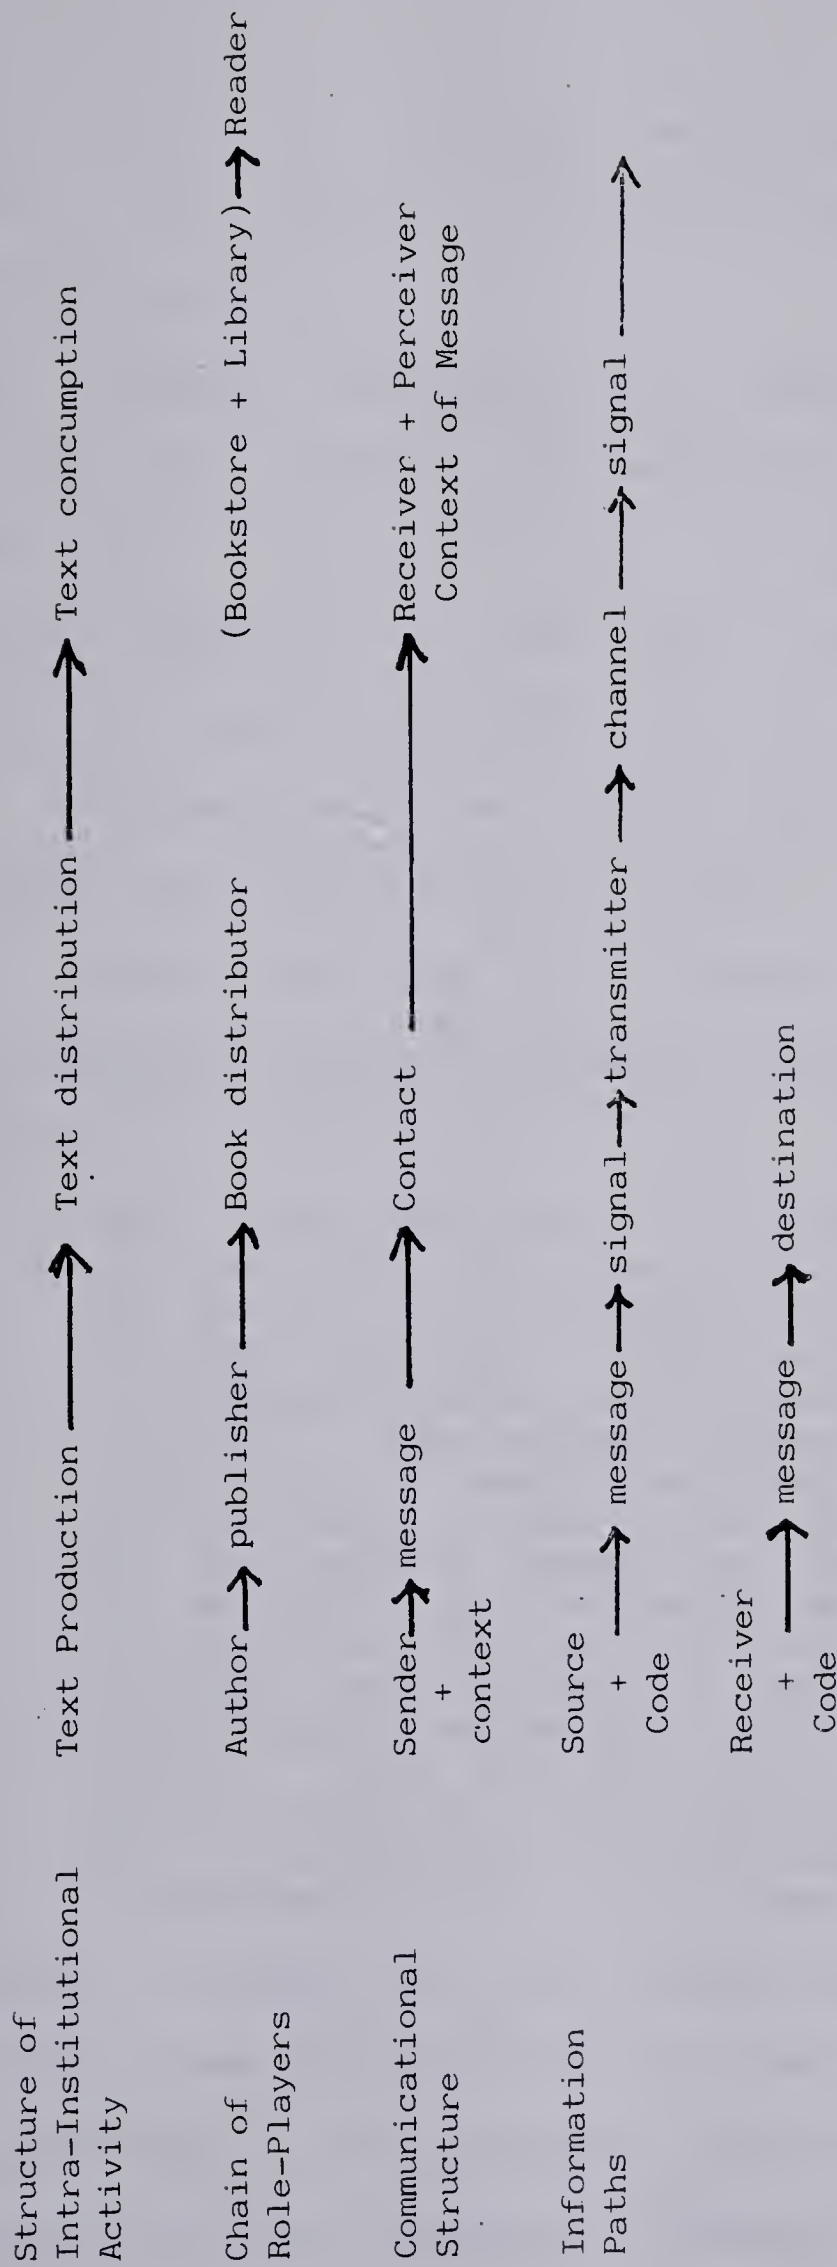 Structure of
Intra-Institutional Text Production → Text distribution → Text concumption
Activity
Chain of Author → publisher → Book distributor (Bookstore + Library) → Reader
Role-Players
Communicational Sender → message → Contact → Receiver + Perceiver
Structure + Context of Message
context
Source
Information + → message → signal → transmitter → channel → signal →
Paths Code
Receiver
+ → message → destination
Code